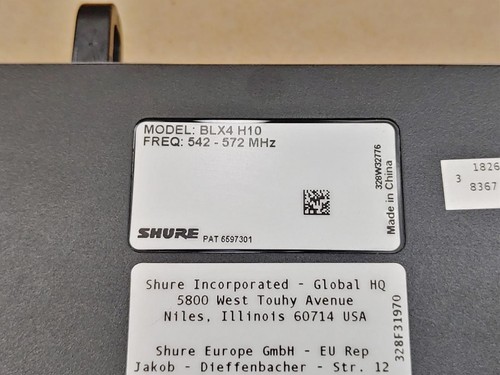 MODEL: BLX4 H10
FREQ: 542 - 572 MHz
328W32776
Made in China
SHURE PAT 6597301
3 1826
8367
Shure Incorporated - Global HQ
5800 West Touhy Avenue
Niles, Illinois 60714 USA
Shure Europe GmbH - EU Rep
Jakob - Dieffenbacher - Str. 12
328F31970